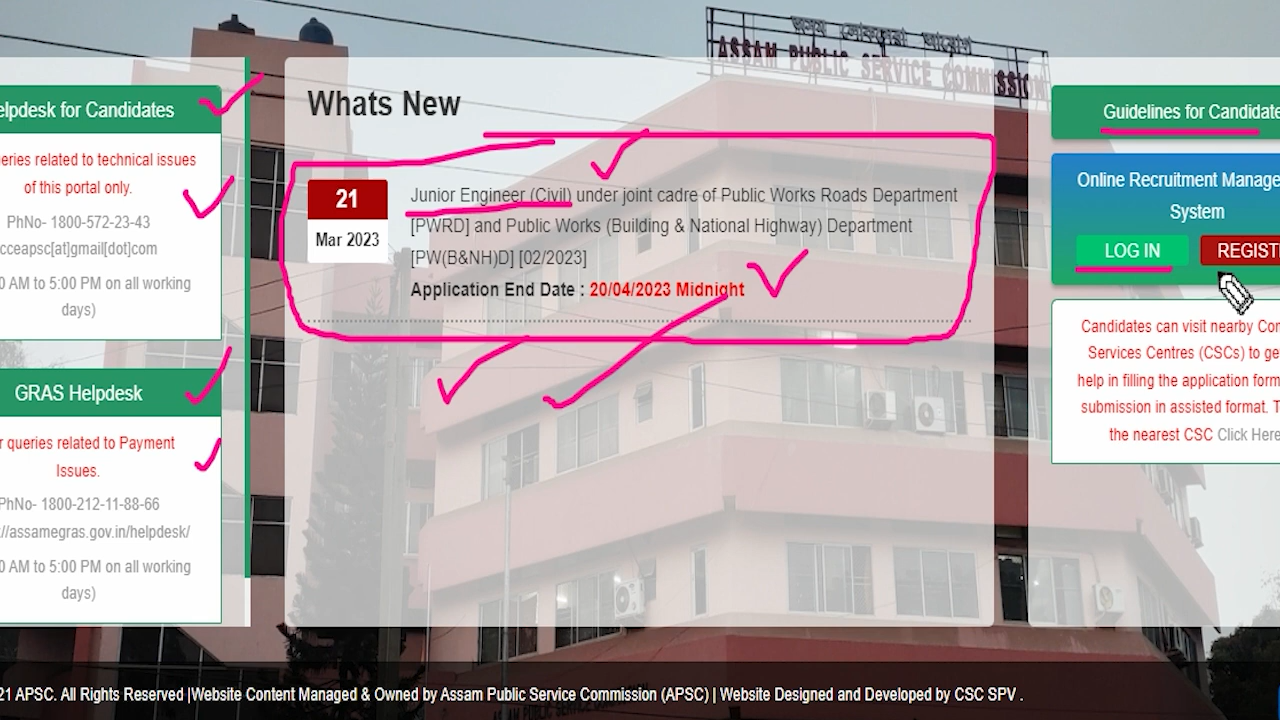 অসম লোকসেৱা আয়োগ
ASSAM PUBLIC SERVICE COMMISSION
elpdesk for Candidates
eries related to technical issues
of this portal only.
PhNo- 1800-572-23-43
cceapsc[at]gmail[dot]com
0 AM to 5:00 PM on all working
days)
GRAS Helpdesk
r queries related to Payment
Issues.
PhNo- 1800-212-11-88-66
//assamegras.gov.in/helpdesk/
0 AM to 5:00 PM on all working
days)
Whats New
21
Mar 2023
Junior Engineer (Civil) under joint cadre of Public Works Roads Department
[PWRD] and Public Works (Building & National Highway) Department
[PW(B&NH)D] [02/2023]
Application End Date : 20/04/2023 Midnight
Guidelines for Candidate
Online Recruitment Manage
System
LOG IN
REGIST
Candidates can visit nearby Co
Services Centres (CSCs) to ge
help in filling the application form
submission in assisted format. T
the nearest CSC Click Here
21 APSC. All Rights Reserved |Website Content Managed & Owned by Assam Public Service Commission (APSC) | Website Designed and Developed by CSC SPV .